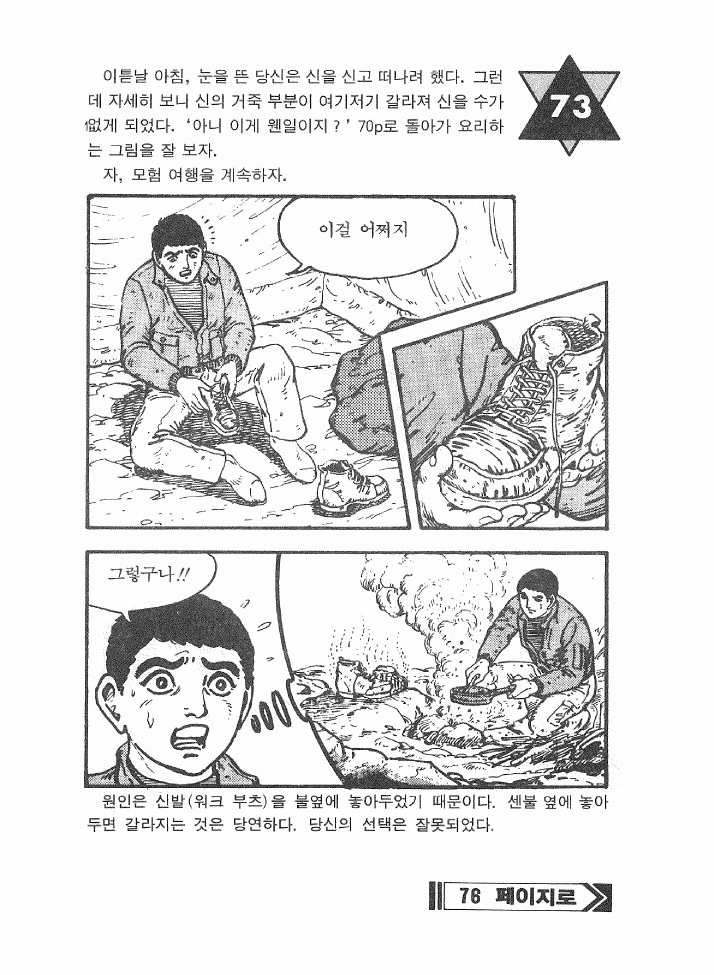 이튿날 아침, 눈을 뜬 당신은 신을 신고 떠나려 했다. 그런
데 자세히 보니 신의 거죽 부분이 여기저기 갈라져 신을 수가
없게 되었다. ‘아니 이게 웬일이지?’ 70p로 돌아가 요리하
는 그림을 잘 보자.
자, 모험 여행을 계속하자.
73
이걸 어쩌지
그렇구나!!
원인은 신발(워크 부츠)을 불옆에 놓아두었기 때문이다. 센불 옆에 놓아
두면 갈라지는 것은 당연하다. 당신의 선택은 잘못되었다.
76 페이지로